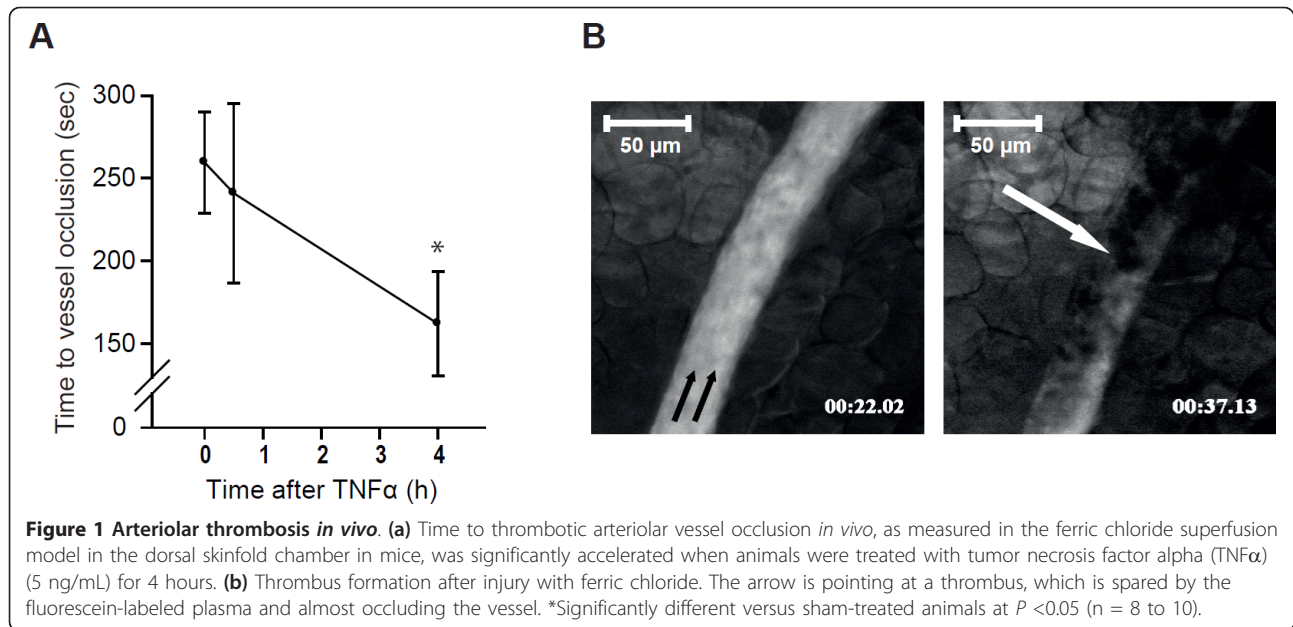 A
B
Time to vessel occlusion (sec)
300
250
200
150
0
*
0 1 2 3 4
Time after TNFα (h)
50 µm
00:22.02
50 µm
00:37.13
Figure 1 Arteriolar thrombosis in vivo. (a) Time to thrombotic arteriolar vessel occlusion in vivo, as measured in the ferric chloride superfusion
model in the dorsal skinfold chamber in mice, was significantly accelerated when animals were treated with tumor necrosis factor alpha (TNFα)
(5 ng/mL) for 4 hours. (b) Thrombus formation after injury with ferric chloride. The arrow is pointing at a thrombus, which is spared by the
fluorescein-labeled plasma and almost occluding the vessel. *Significantly different versus sham-treated animals at P <0.05 (n = 8 to 10).